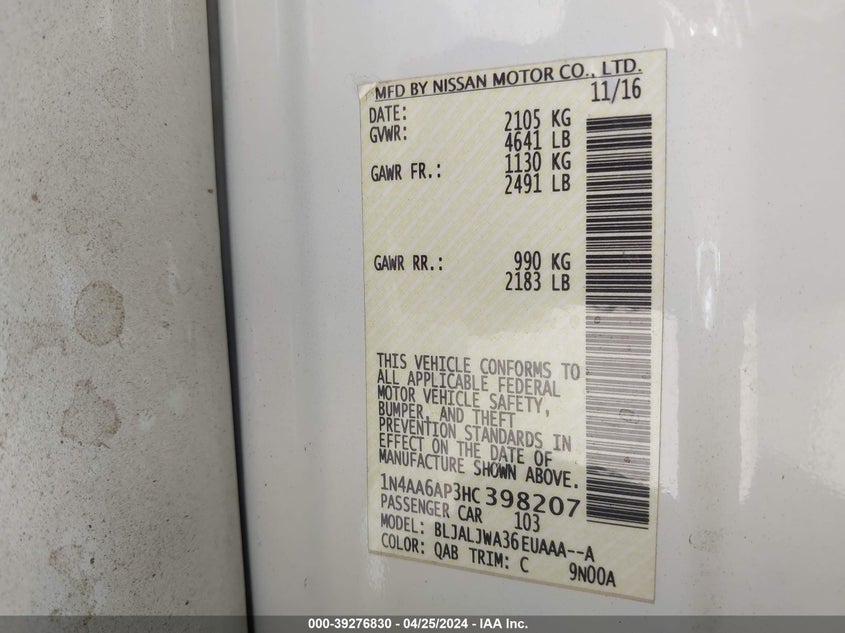 MFD BY NISSAN MOTOR CO., LTD.
DATE: 11/16
GVWR: 2105 KG
4641 LB
GAWR FR.: 1130 KG
2491 LB
GAWR RR.: 990 KG
2183 LB
THIS VEHICLE CONFORMS TO
ALL APPLICABLE FEDERAL
MOTOR VEHICLE SAFETY,
BUMPER, AND THEFT
PREVENTION STANDARDS IN
EFFECT ON THE DATE OF
MANUFACTURE SHOWN ABOVE.
1N4AA6AP3HC398207
PASSENGER CAR 103
MODEL: BLJALJWA36EUAAA--A
COLOR: QAB TRIM: C 9N00A
000-39276830 - 04/25/2024 - IAA Inc.